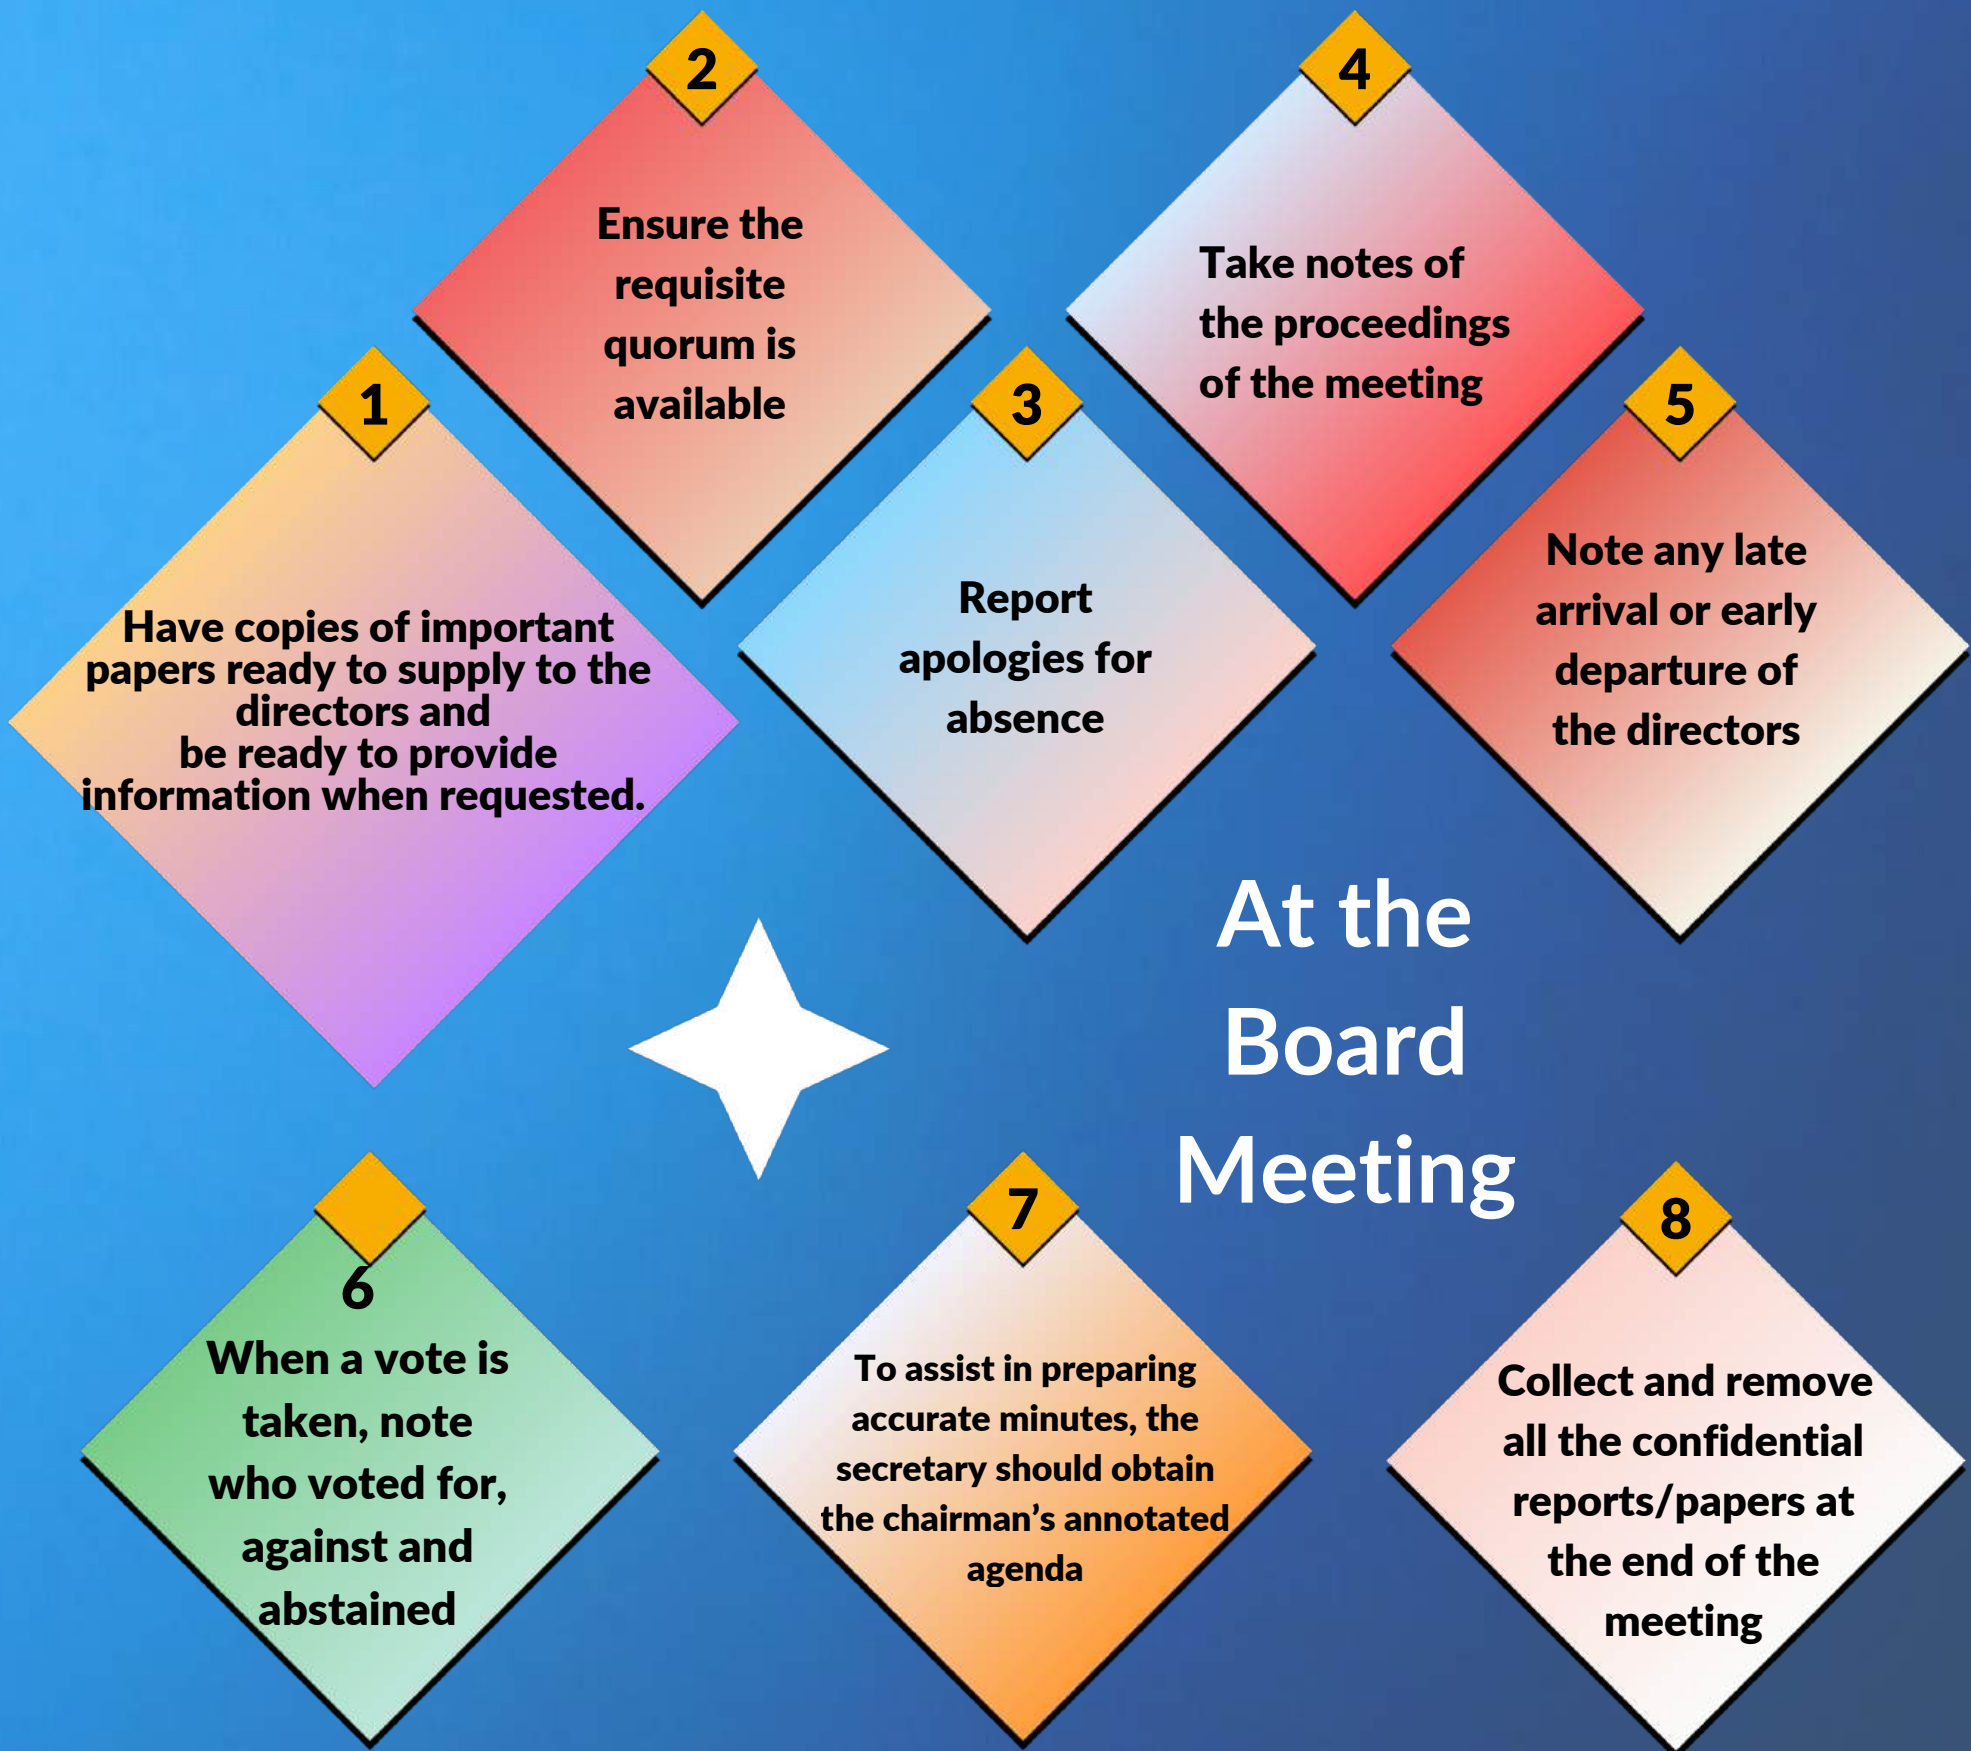 1
Have copies of important
papers ready to supply to the
directors and
be ready to provide
information when requested.
2
Ensure the
requisite
quorum is
available
3
Report
apologies for
absence
4
Take notes of
the proceedings
of the meeting
5
Note any late
arrival or early
departure of
the directors
At the
Board
Meeting
6
When a vote is
taken, note
who voted for,
against and
abstained
7
To assist in preparing
accurate minutes, the
secretary should obtain
the chairman’s annotated
agenda
8
Collect and remove
all the confidential
reports/papers at
the end of the
meeting